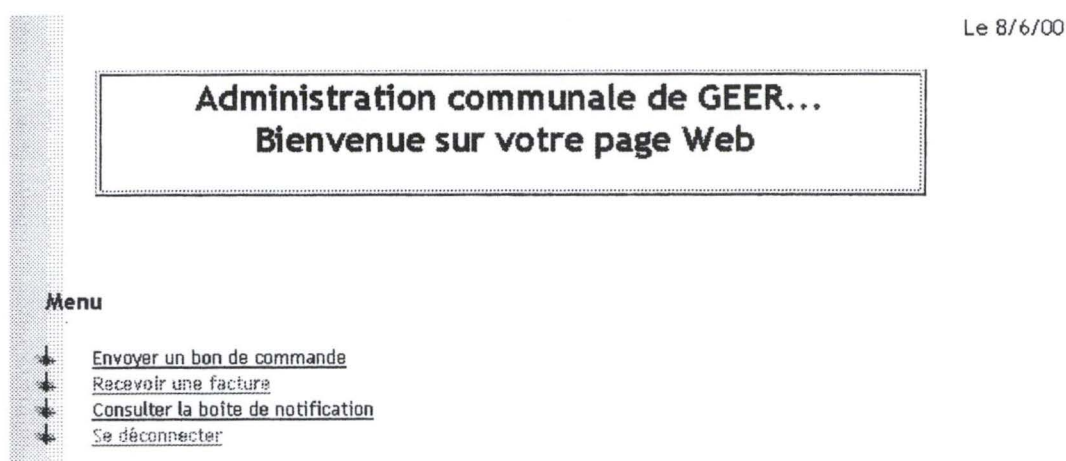 Le 8/6/00
Administration communale de GEER...
Bienvenue sur votre page Web
Menu
Envoyer un bon de commande
Recevoir une facture
Consulter la boîte de notification
Se déconnecter